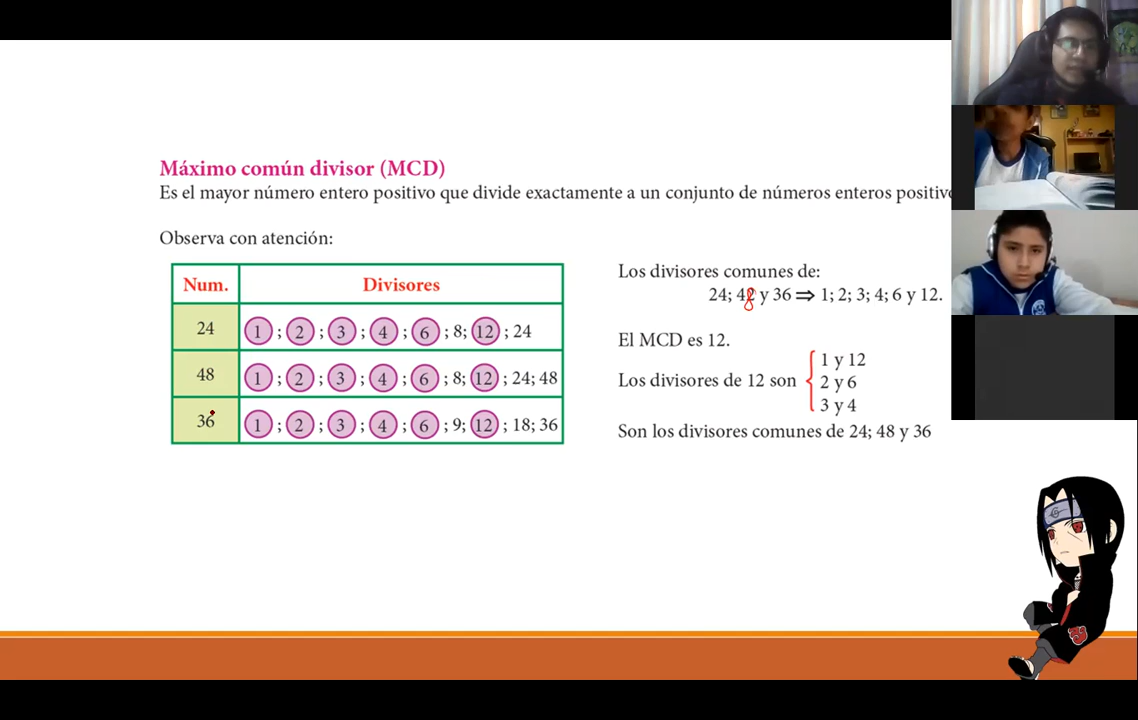 Máximo común divisor (MCD)
Es el mayor número entero positivo que divide exactamente a un conjunto de números enteros
Observa con atención:
Num. Divisores
24 1 ; 2 ; 3 ; 4 ; 6 ; 8; 12 ; 24
48 1 ; 2 ; 3 ; 4 ; 6 ; 8; 12 ; 24; 48
36 1 ; 2 ; 3 ; 4 ; 6 ; 9; 12 ; 18; 36
Los divisores comunes de:
24; 48 y 36 ⇒ 1; 2; 3; 4; 6 y 12.
El MCD es 12.
Los divisores de 12 son
1 y 12
2 y 6
3 y 4
Son los divisores comunes de 24; 48 y 36